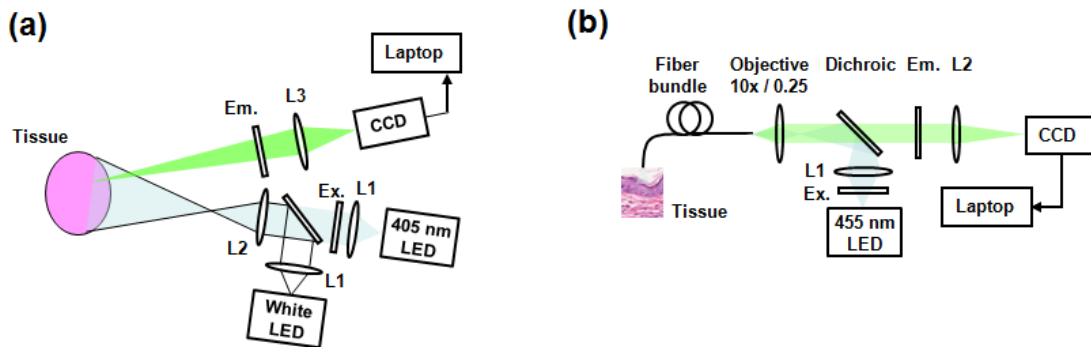 (a)
Laptop
L3
Em.
CCD
Tissue
Ex.
L1
405 nm
LED
L2
L1
White
LED
(b)
Fiber
bundle
Objective
10x / 0.25
Dichroic
Em.
L2
CCD
L1
Ex.
Tissue
455 nm
LED
Laptop